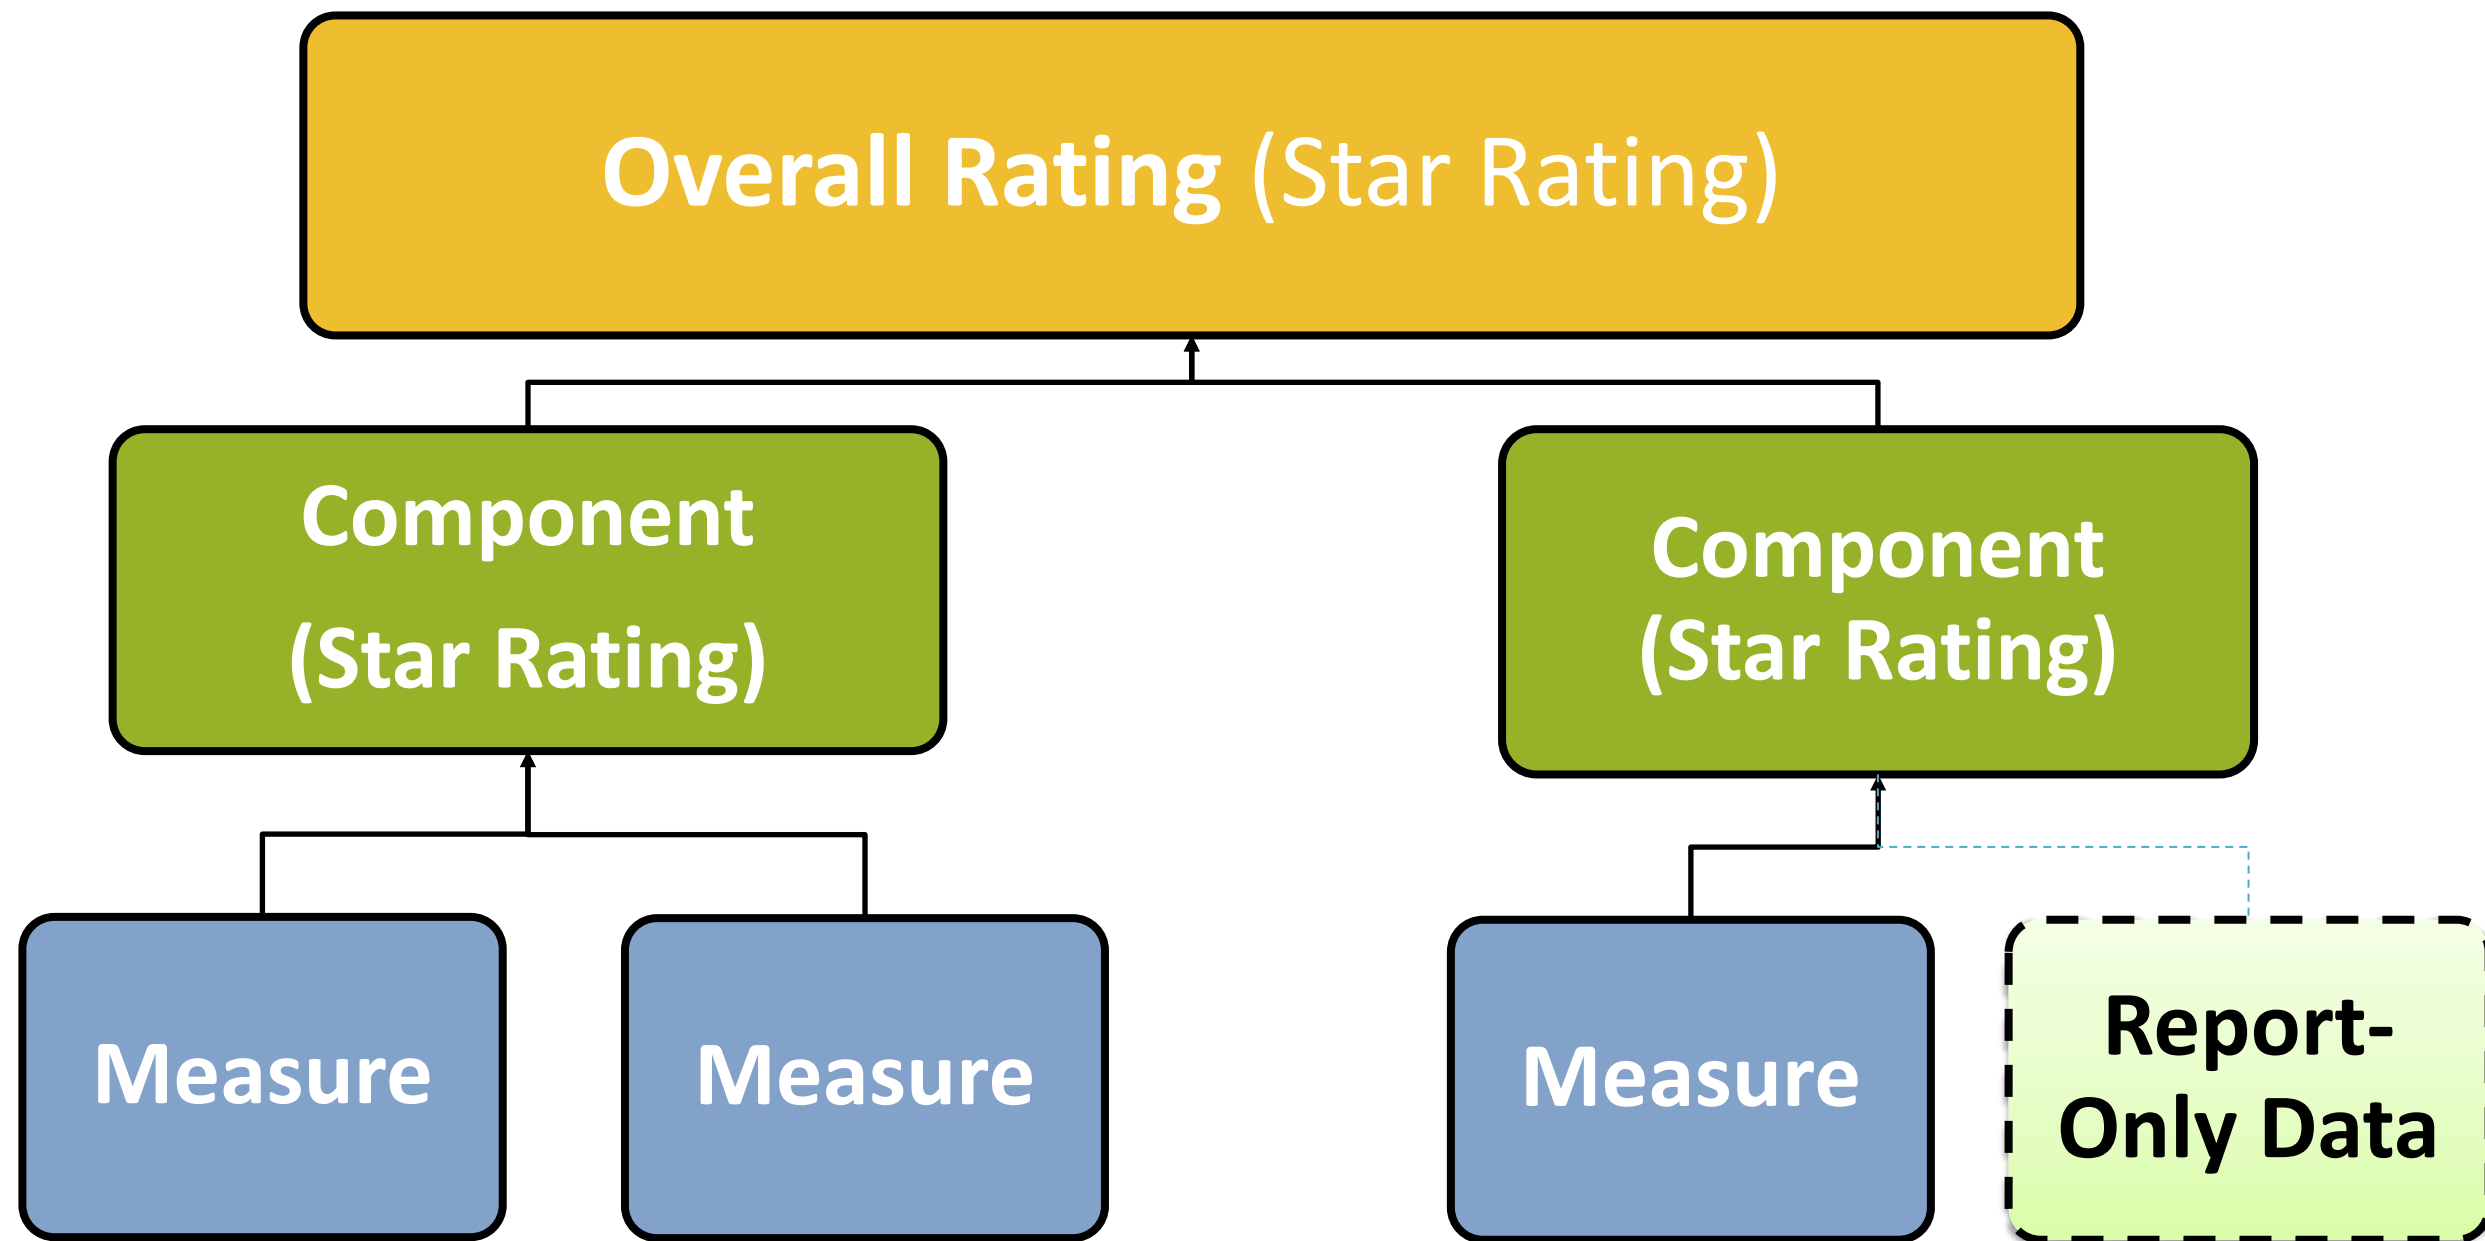 Overall Rating (Star Rating)
Component
(Star Rating)
Component
(Star Rating)
Measure
Measure
Measure
Report-
Only Data